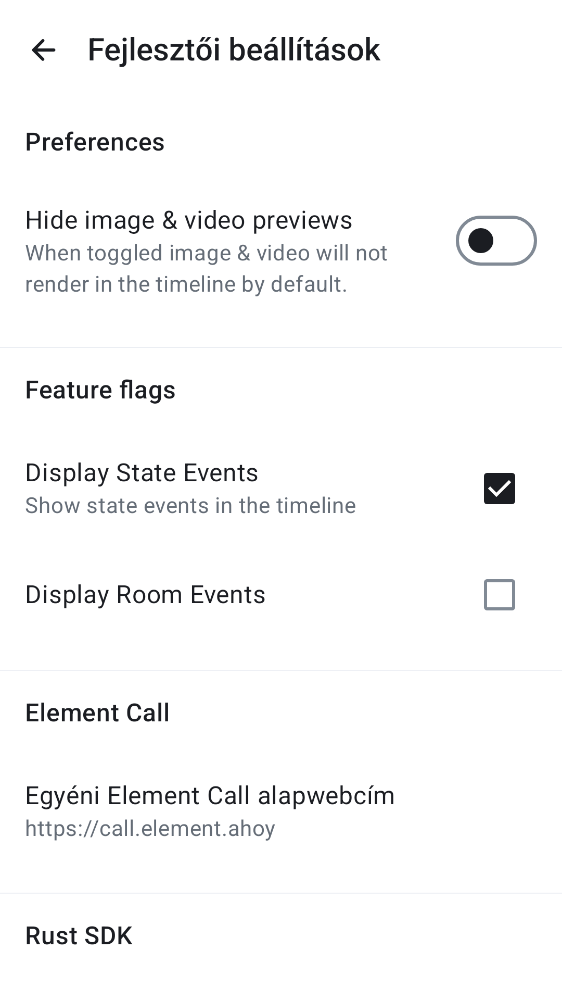 Fejlesztői beállítások
Preferences
Hide image & video previews
When toggled image & video will not
render in the timeline by default.
Feature flags
Display State Events
Show state events in the timeline
Display Room Events
Element Call
Egyéni Element Call alapwebcím
https://call.element.ahoy
Rust SDK